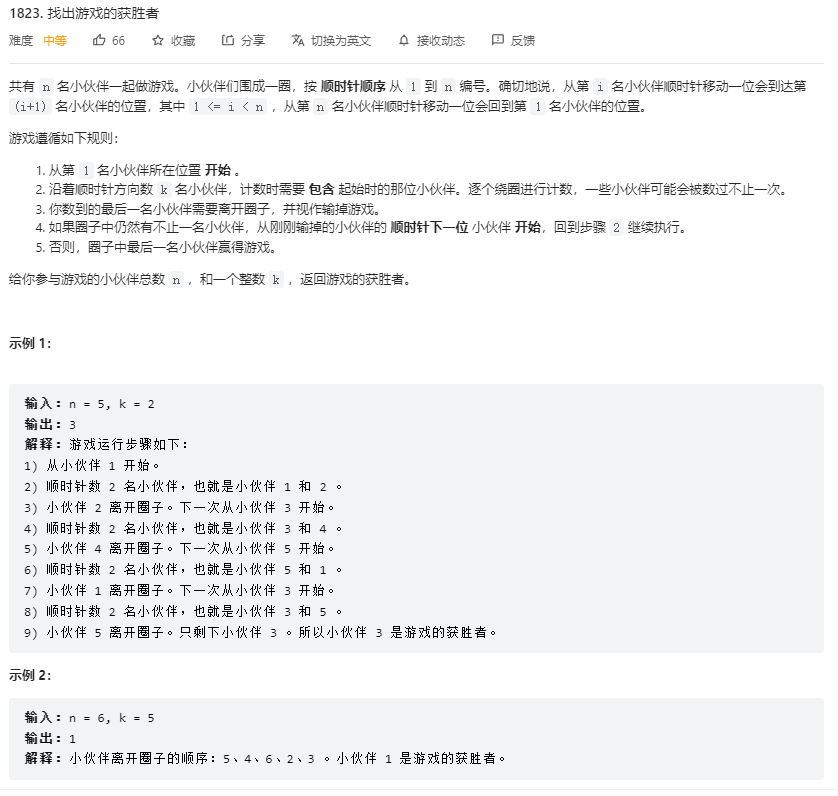 1823. 找出游戏的获胜者
难度 中等 66 收藏 分享 切换为英文 接收动态 反馈
共有 n 名小伙伴一起做游戏。小伙伴们围成一圈，按 顺时针顺序 从 1 到 n 编号。确切地说，从第 i 名小伙伴顺时针移动一位会到达第
(i+1) 名小伙伴的位置，其中 1 <= i < n ，从第 n 名小伙伴顺时针移动一位会回到第 1 名小伙伴的位置。
游戏遵循如下规则：
1. 从第 1 名小伙伴所在位置 开始 。
2. 沿着顺时针方向数 k 名小伙伴，计数时需要 包含 起始时的那位小伙伴。逐个绕圈进行计数，一些小伙伴可能会被数过不止一次。
3. 你数到的最后一名小伙伴需要离开圈子，并视作输掉游戏。
4. 如果圈子中仍然有不止一名小伙伴，从刚刚输掉的小伙伴的 顺时针下一位 小伙伴 开始，回到步骤 2 继续执行。
5. 否则，圈子中最后一名小伙伴赢得游戏。
给你参与游戏的小伙伴总数 n ，和一个整数 k ，返回游戏的获胜者。
示例 1：
输入：n = 5, k = 2
输出：3
解释：游戏运行步骤如下：
1) 从小伙伴 1 开始。
2) 顺时针数 2 名小伙伴，也就是小伙伴 1 和 2 。
3) 小伙伴 2 离开圈子。下一次从小伙伴 3 开始。
4) 顺时针数 2 名小伙伴，也就是小伙伴 3 和 4 。
5) 小伙伴 4 离开圈子。下一次从小伙伴 5 开始。
6) 顺时针数 2 名小伙伴，也就是小伙伴 5 和 1 。
7) 小伙伴 1 离开圈子。下一次从小伙伴 3 开始。
8) 顺时针数 2 名小伙伴，也就是小伙伴 3 和 5 。
9) 小伙伴 5 离开圈子。只剩下小伙伴 3 。所以小伙伴 3 是游戏的获胜者。
示例 2：
输入：n = 6, k = 5
输出：1
解释：小伙伴离开圈子的顺序：5、4、6、2、3 。小伙伴 1 是游戏的获胜者。